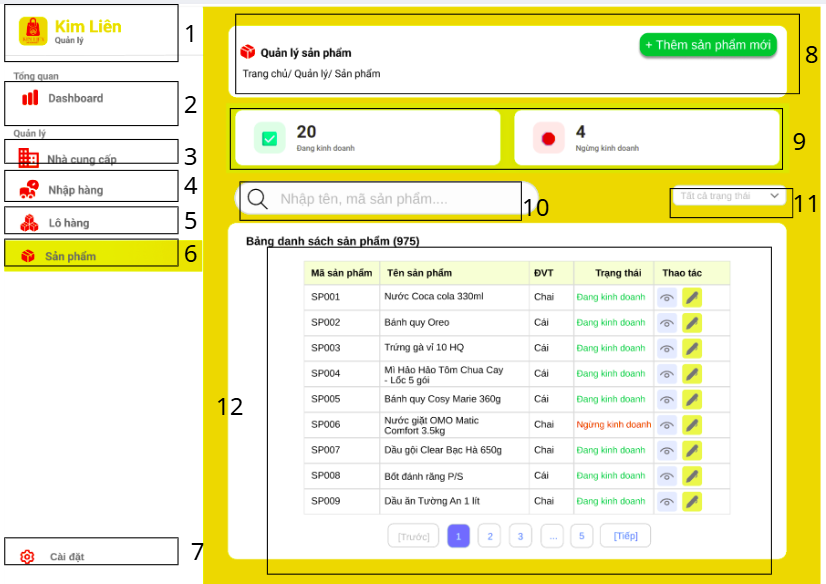 Kim Liên
Quản lý
1
Tổng quan
Dashboard
2
Quản lý
Nhà cung cấp
3
Nhập hàng
4
Lô hàng
5
Sản phẩm
6
Cài đặt
7
Quản lý sản phẩm
+ Thêm sản phẩm mới
Trang chủ/ Quản lý/ Sản phẩm
8
20
Đang kinh doanh
4
Ngừng kinh doanh
9
Nhập tên, mã sản phẩm....
10
Tất cả trang thái
11
Bảng danh sách sản phẩm (975)
Mã sản phẩm Tên sản phẩm ĐVT Trạng thái Thao tác
SP001 Nước Coca cola 330ml Chai Đang kinh doanh
SP002 Bánh quy Oreo Cái Đang kinh doanh
SP003 Trứng gà vỉ 10 HQ Cái Đang kinh doanh
SP004 Mì Hảo Hảo Tôm Chua Cay
- Lốc 5 gói Cái Đang kinh doanh
SP005 Bánh quy Cosy Marie 360g Cái Đang kinh doanh
SP006 Nước giặt OMO Matic
Comfort 3.5kg Chai Ngừng kinh doanh
SP007 Dầu gội Clear Bạc Hà 650g Chai Đang kinh doanh
SP008 Bốt đánh răng P/S Cái Đang kinh doanh
SP009 Dầu ăn Tường An 1 lít Chai Đang kinh doanh
12
[Trước] 1 2 3 ... 5 [Tiếp]